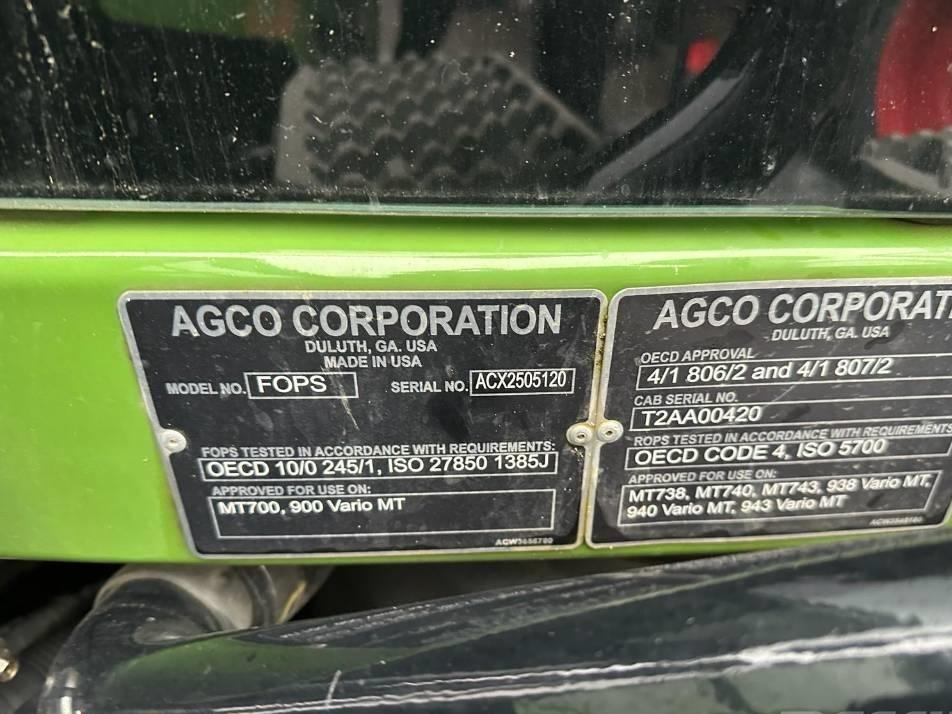 AGCO CORPORATION
DULUTH, GA. USA
MADE IN USA
MODEL NO. FOPS SERIAL NO. ACX2505120
FOPS TESTED IN ACCORDANCE WITH REQUIREMENTS:
OECD 10/0 245/1, ISO 27850 1385J
APPROVED FOR USE ON:
MT700, 900 Vario MT
AGCO CORPORATI
DULUTH, GA. USA
OECD APPROVAL
4/1 806/2 and 4/1 807/2
CAB SERIAL NO.
T2AA00420
ROPS TESTED IN ACCORDANCE WITH REQUIREMENTS
OECD CODE 4, ISO 5700
APPROVED FOR USE ON:
MT738, MT740, MT743, 938 Vario MT,
940 Vario MT, 943 Vario MT